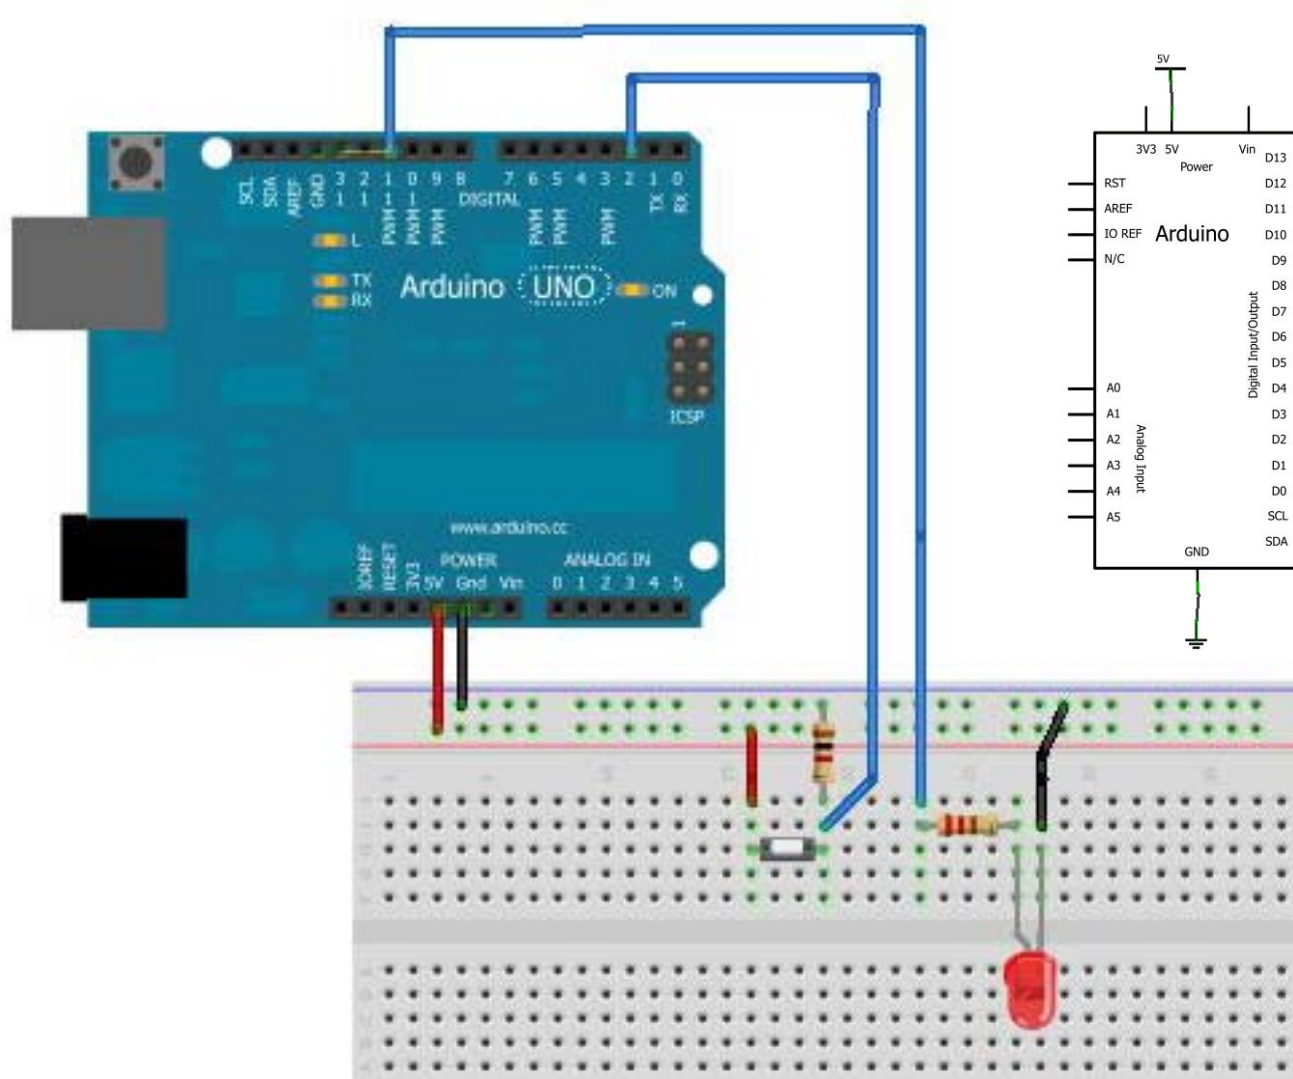 5V
3V3 5V Vin D13
Power
RST D12
AREF D11
IO REF Arduino D10
N/C D9
D8
D7
D6
D5
A0 D4
A1 D3
A2 D2
A3 D1
A4 D0
A5 SCL
SDA
Digital Input/Output
Analog Input
GND
SCL
SDA
AREF
GND
13
12
PWM 11
PWM 10
PWM 9
8
7
PWM 6
PWM 5
4
PWM 3
2
TX 1
RX 0
DIGITAL
L
TX
RX
Arduino UNO ON
1
ICSP
www.arduino.cc
POWER ANALOG IN
IOREF
RESET
3V3
5V Gnd Vin 0 1 2 3 4 5